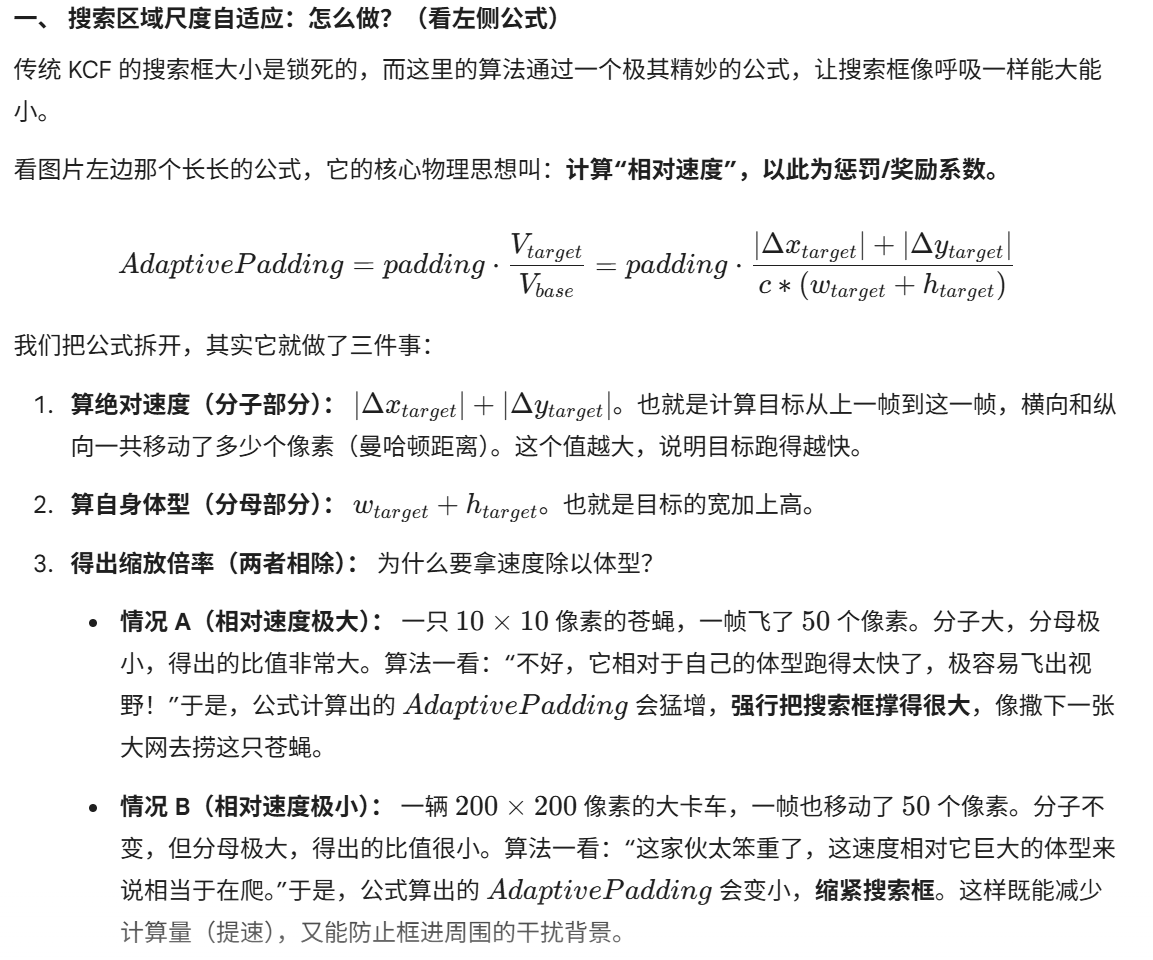 一、 搜索区域尺度自适应：怎么做？（看左侧公式）
传统 KCF 的搜索框大小是锁死的，而这里的算法通过一个极其精妙的公式，让搜索框像呼吸一样能大能
小。
看图片左边那个长长的公式，它的核心物理思想叫：计算“相对速度”，以此为惩罚/奖励系数。
AdaptivePadding = padding · V_target / V_base = padding · (|Δx_target| + |Δy_target|) / (c * (w_target + h_target))
我们把公式拆开，其实它就做了三件事：
1. 算绝对速度（分子部分）： |Δx_target| + |Δy_target|。也就是计算目标从上一帧到这一帧，横向和纵
向一共移动了多少个像素（曼哈顿距离）。这个值越大，说明目标跑得越快。
2. 算自身体型（分母部分）： w_target + h_target。也就是目标的宽加上高。
3. 得出缩放倍率（两者相除）： 为什么要拿速度除以体型？
• 情况 A（相对速度极大）： 一只 10 × 10 像素的苍蝇，一帧飞了 50 个像素。分子大，分母极
小，得出的比值非常大。算法一看：“不好，它相对于自己的体型跑得太快了，极容易飞出视
野！”于是，公式计算出的 AdaptivePadding 会猛增，强行把搜索框撑得很大，像撒下一张
大网去捞这只苍蝇。
• 情况 B（相对速度极小）： 一辆 200 × 200 像素的大卡车，一帧也移动了 50 个像素。分子不
变，但分母极大，得出的比值很小。算法一看：“这家伙太笨重了，这速度相对它巨大的体型来
说相当于在爬。”于是，公式算出的 AdaptivePadding 会变小，缩紧搜索框。这样既能减少
计算量（提速），又能防止框进周围的干扰背景。